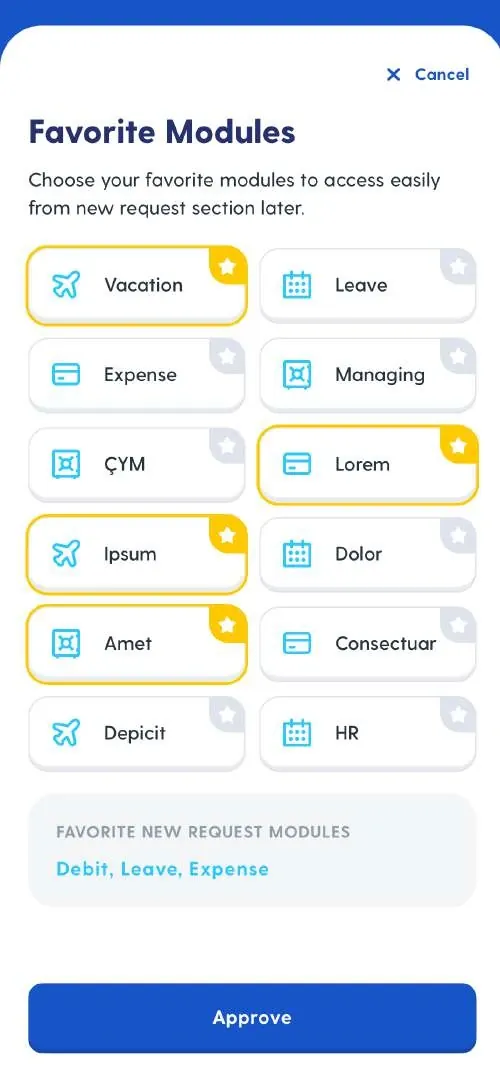 Cancel
Favorite Modules
Choose your favorite modules to access easily
from new request section later.
Vacation
Leave
Expense
Managing
ÇYM
Lorem
Ipsum
Dolor
Amet
Consectuar
Depicit
HR
FAVORITE NEW REQUEST MODULES
Debit, Leave, Expense
Approve